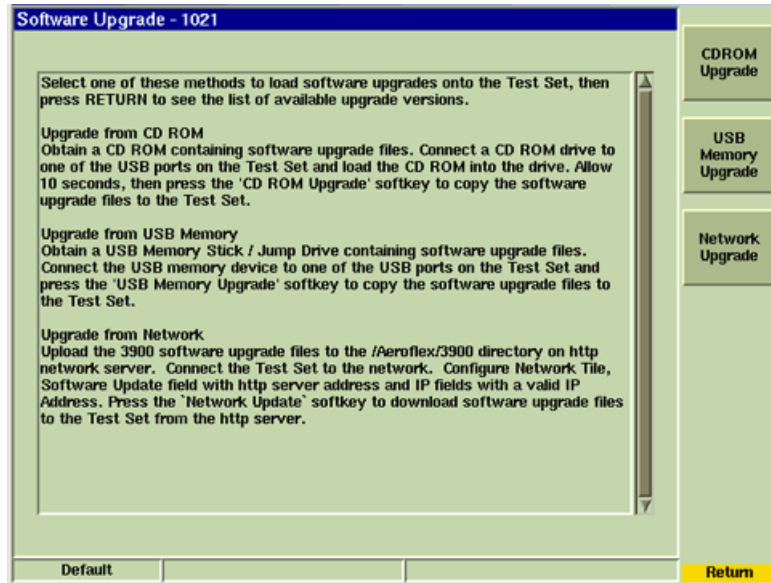 Software Upgrade - 1021
CDROM
Upgrade
Select one of these methods to load software upgrades onto the Test Set, then
press RETURN to see the list of available upgrade versions.
Upgrade from CD ROM
Obtain a CD ROM containing software upgrade files. Connect a CD ROM drive to
one of the USB ports on the Test Set and load the CD ROM into the drive. Allow
10 seconds, then press the 'CD ROM Upgrade' softkey to copy the software
upgrade files to the Test Set.
USB
Memory
Upgrade
Upgrade from USB Memory
Obtain a USB Memory Stick / Jump Drive containing software upgrade files.
Connect the USB memory device to one of the USB ports on the Test Set and
press the 'USB Memory Upgrade' softkey to copy the software upgrade files to
the Test Set.
Network
Upgrade
Upgrade from Network
Upload the 3900 software upgrade files to the /Aeroflex/3900 directory on http
network server. Connect the Test Set to the network. Configure Network Tile,
Software Update field with http server address and IP fields with a valid IP
Address. Press the `Network Update` softkey to download software upgrade files
to the Test Set from the http server.
Default
Return